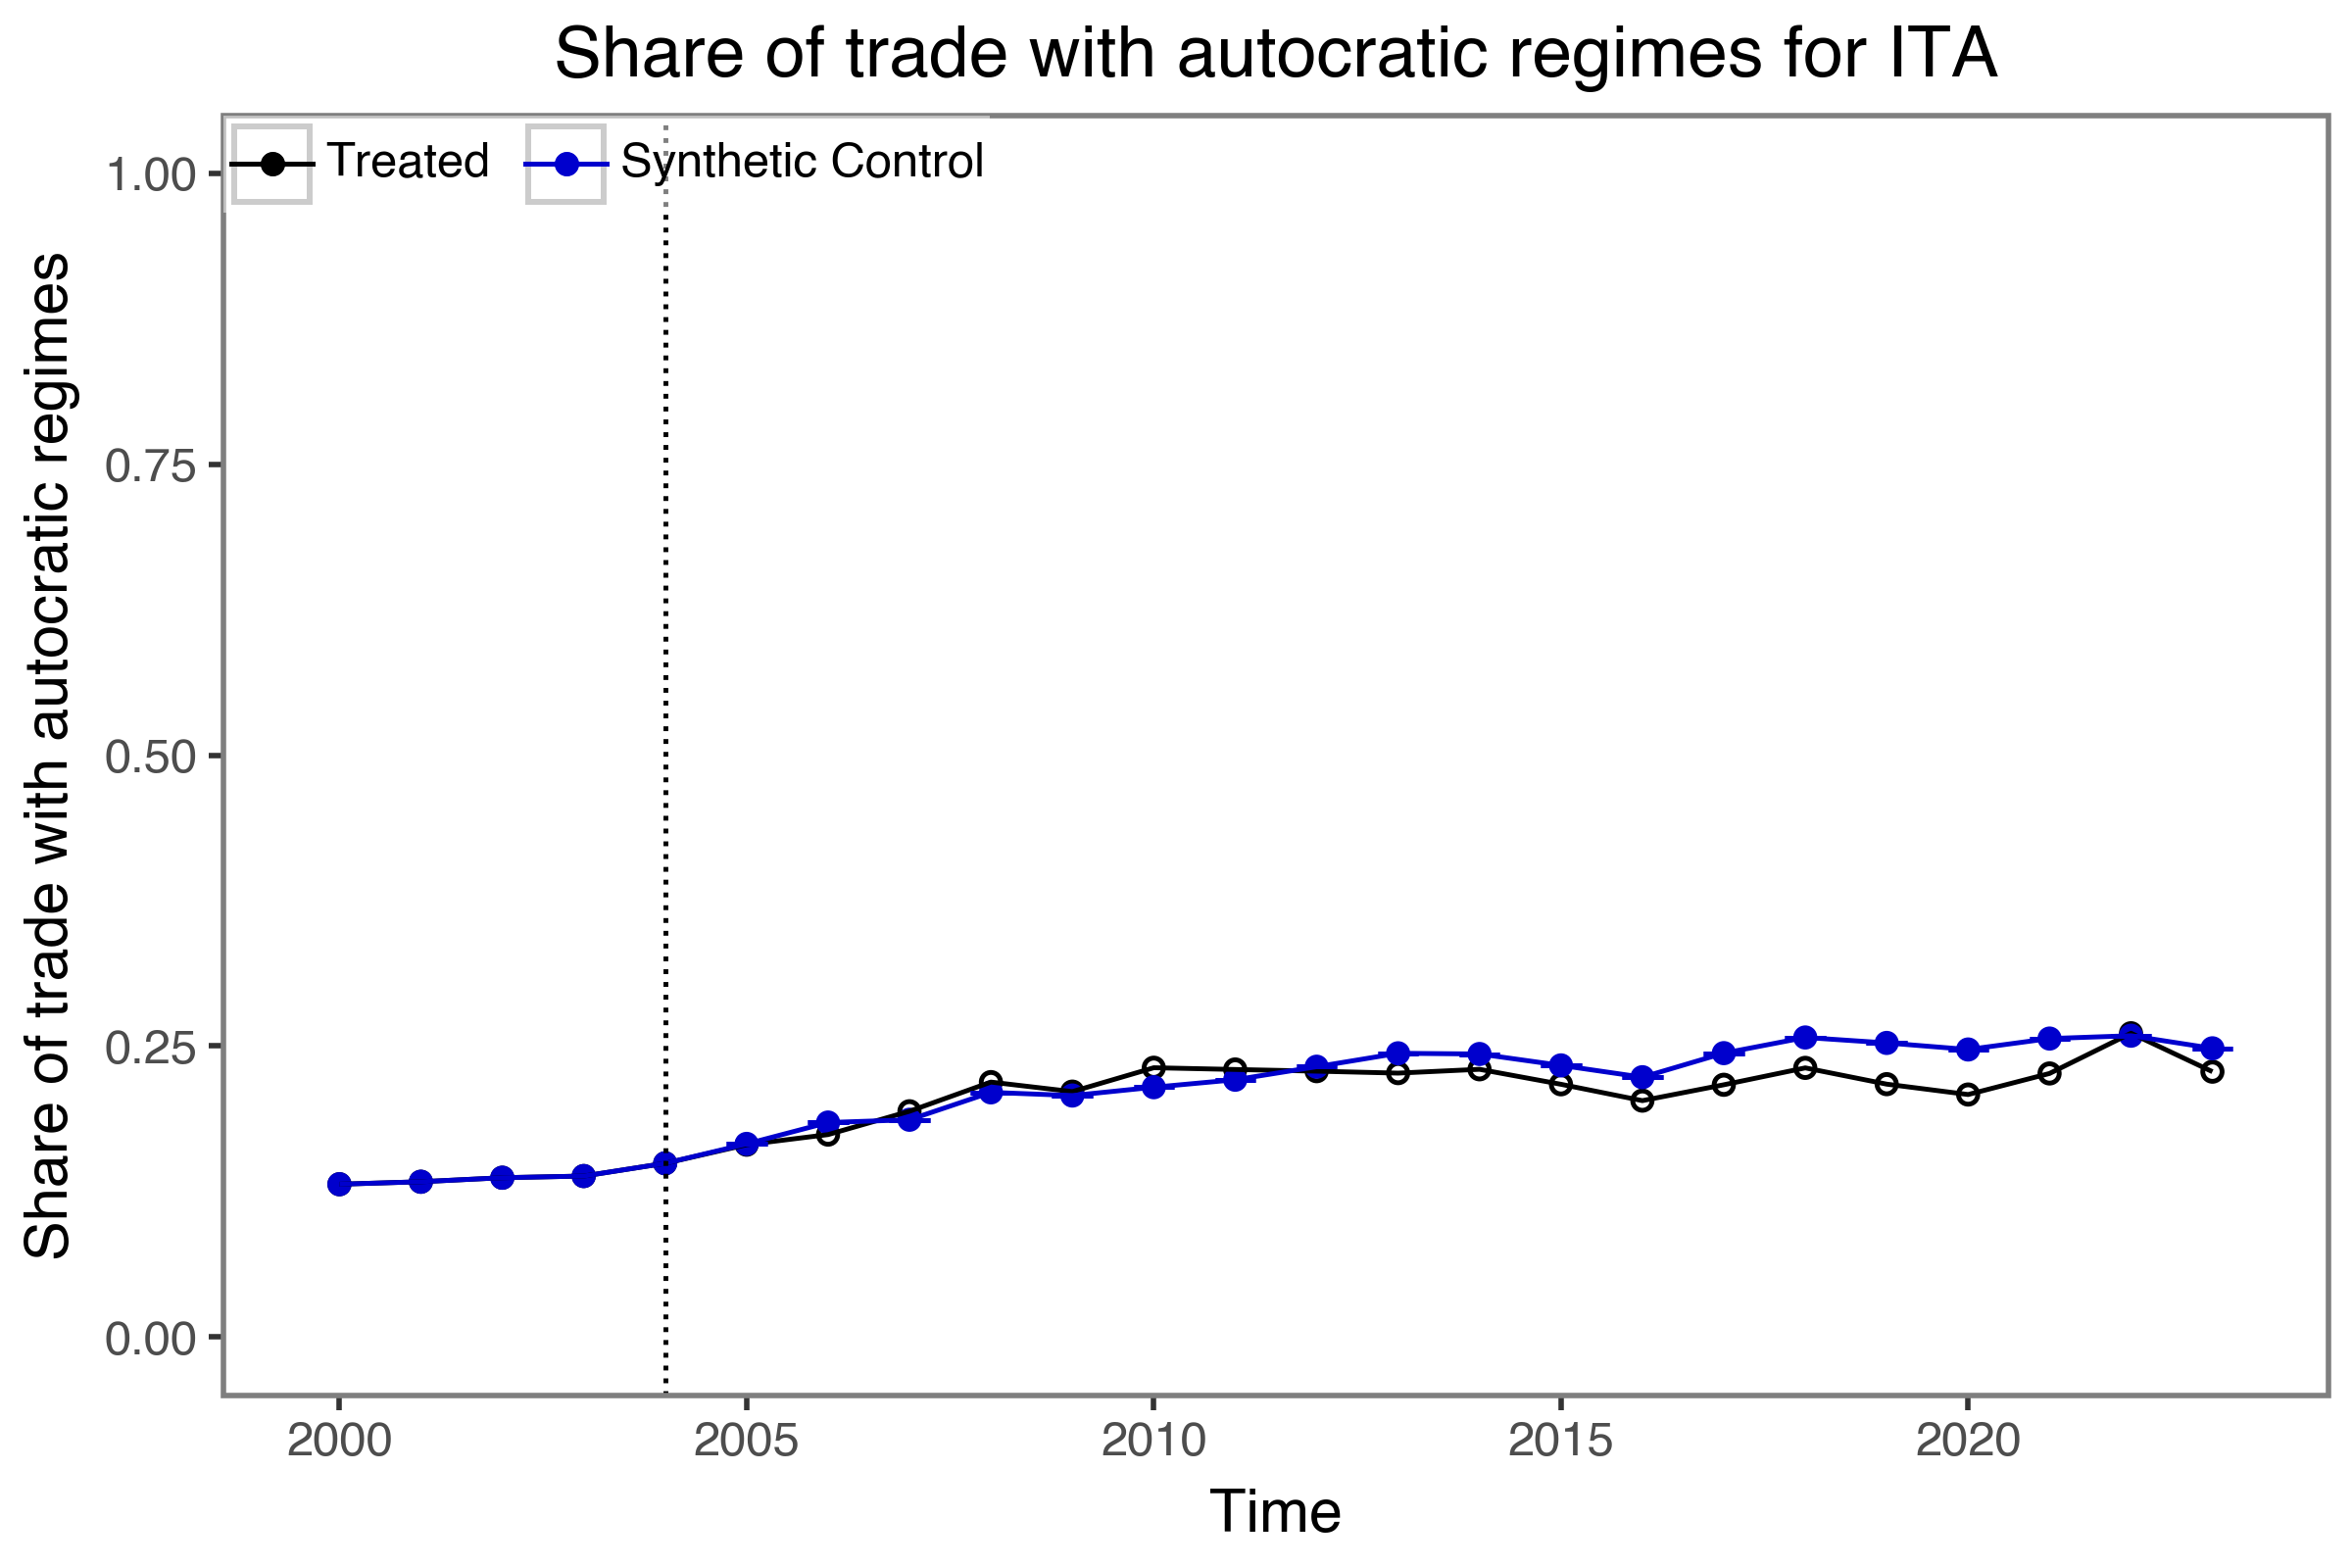 Share of trade with autocratic regimes for ITA
Treated
Synthetic Control
Share of trade with autocratic regimes
1.00
0.75
0.50
0.25
0.00
2000
2005
2010
2015
2020
Time